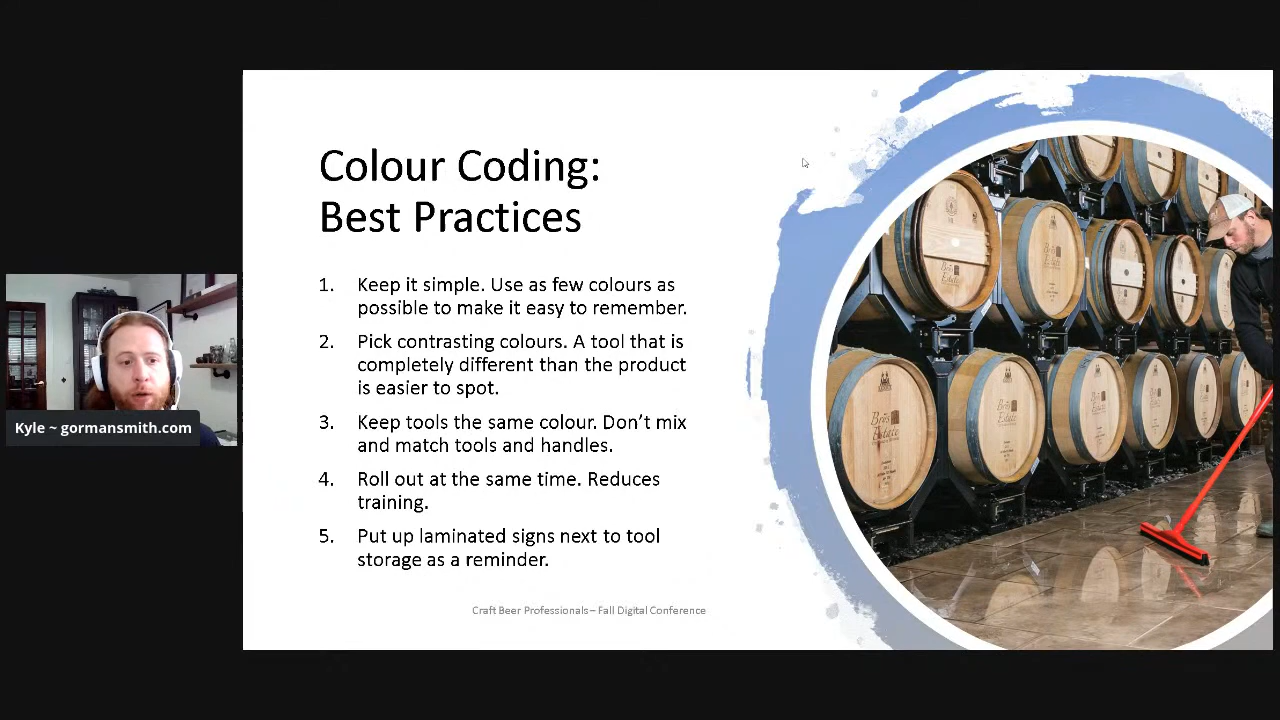 Colour Coding:
Best Practices
1. Keep it simple. Use as few colours as
possible to make it easy to remember.
2. Pick contrasting colours. A tool that is
completely different than the product
is easier to spot.
3. Keep tools the same colour. Don’t mix
and match tools and handles.
4. Roll out at the same time. Reduces
training.
5. Put up laminated signs next to tool
storage as a reminder.
Craft Beer Professionals – Fall Digital Conference
Kyle ~ gormansmith.com